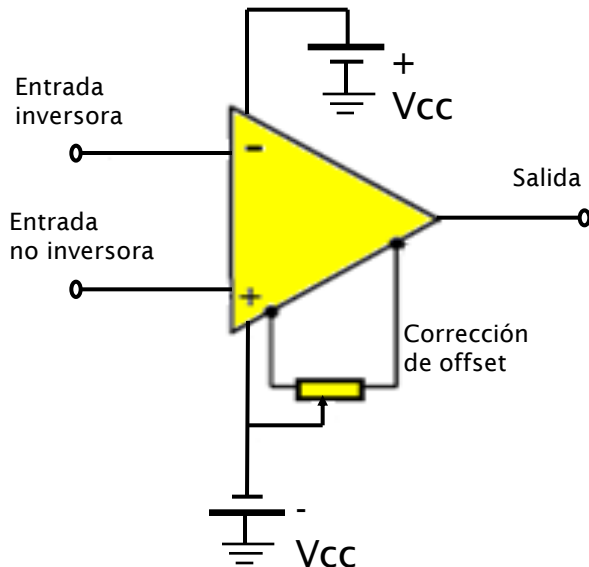 +
Vcc
Entrada
inversora
-
Salida
Entrada
no inversora
+
Corrección
de offset
-
Vcc